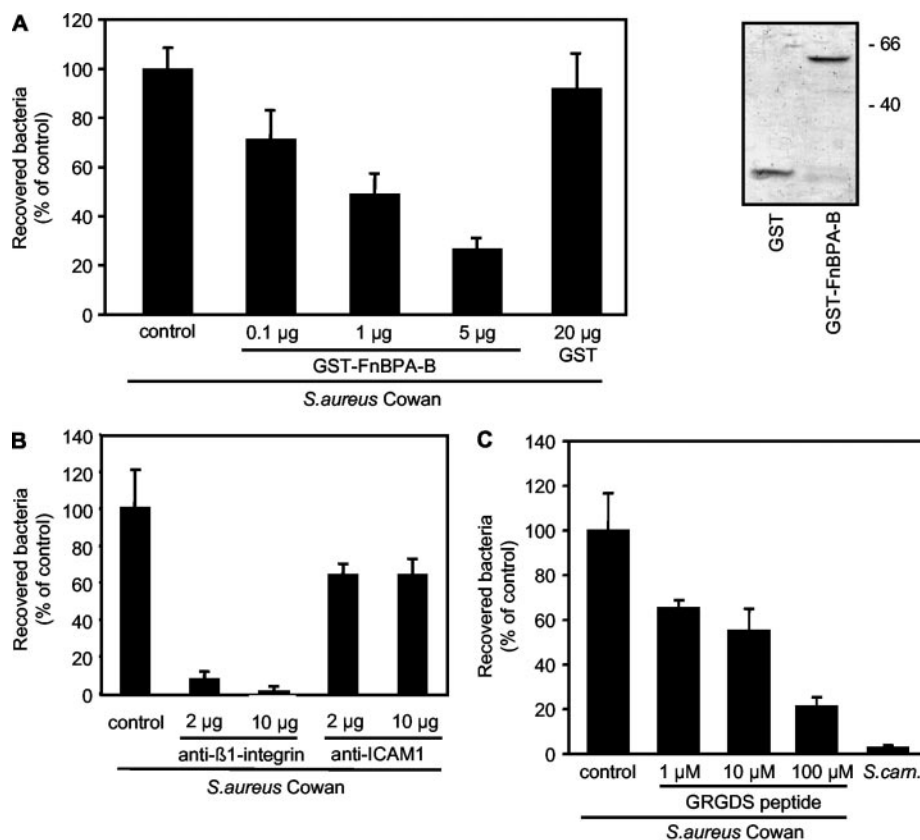 A
Recovered bacteria
(% of control)
120
100
80
60
40
20
0
control
0.1 µg
1 µg
5 µg
20 µg
GST
GST-FnBPA-B
S.aureus Cowan
- 66
- 40
GST
GST-FnBPA-B
B
Recovered bacteria
(% of control)
140
120
100
80
60
40
20
0
control
2 µg
10 µg
2 µg
10 µg
anti-ß1-integrin
anti-ICAM1
S.aureus Cowan
C
Recovered bacteria
(% of control)
140
120
100
80
60
40
20
0
control
1 µM
10 µM
100 µM
S.carn.
GRGDS peptide
S.aureus Cowan